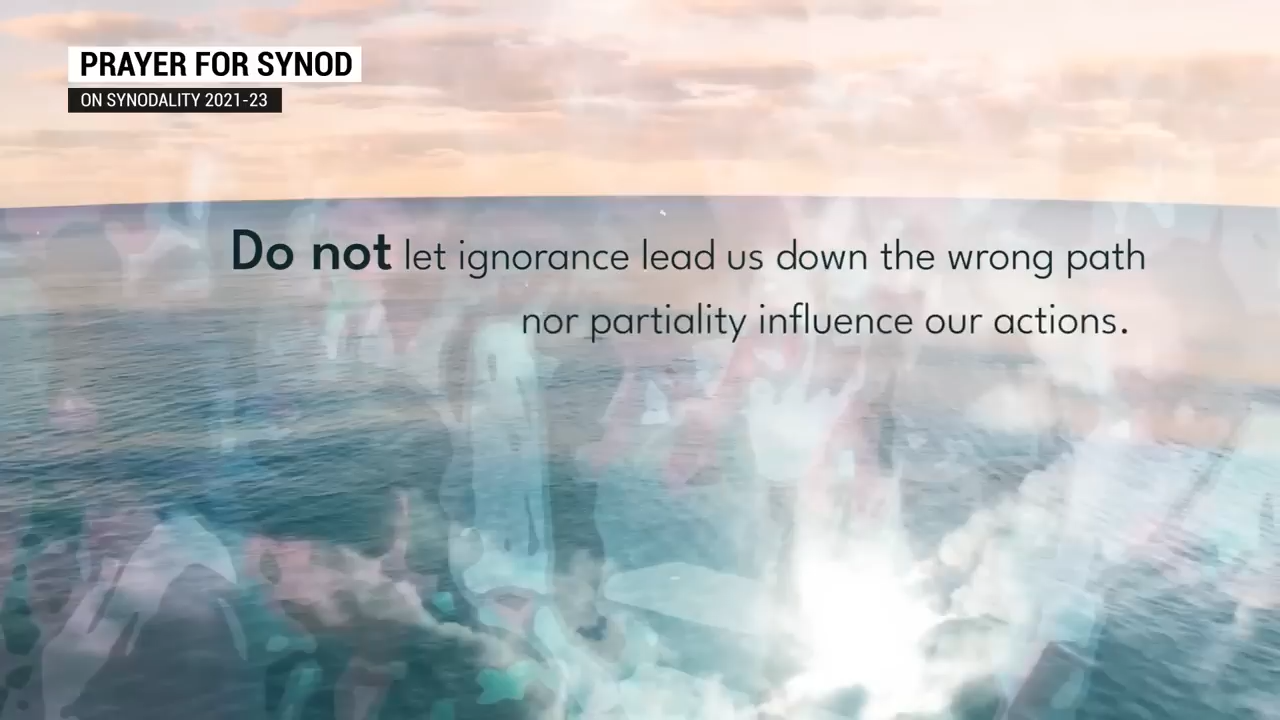 PRAYER FOR SYNOD
ON SYNODALITY 2021-23
Do not let ignorance lead us down the wrong path
nor partiality influence our actions.